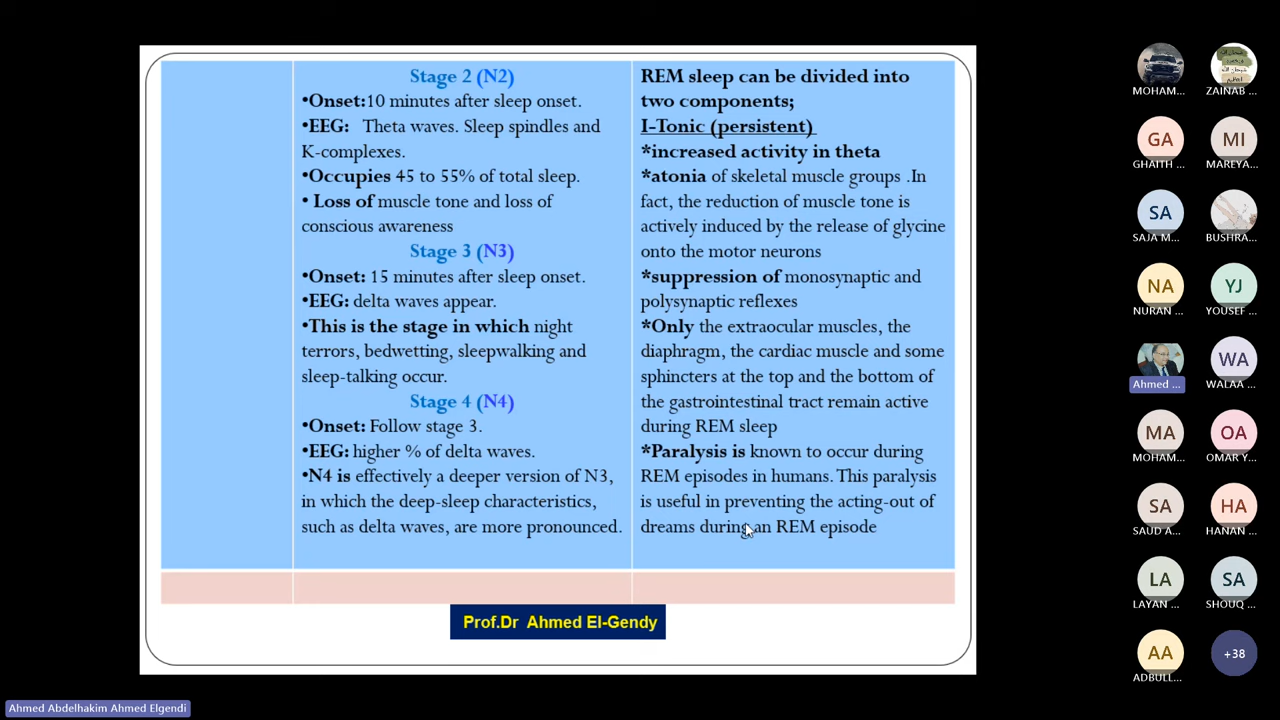 Stage 2 (N2)
•Onset:10 minutes after sleep onset.
•EEG: Theta waves. Sleep spindles and
K-complexes.
•Occupies 45 to 55% of total sleep.
• Loss of muscle tone and loss of
conscious awareness
Stage 3 (N3)
•Onset: 15 minutes after sleep onset.
•EEG: delta waves appear.
•This is the stage in which night
terrors, bedwetting, sleepwalking and
sleep-talking occur.
Stage 4 (N4)
•Onset: Follow stage 3.
•EEG: higher % of delta waves.
•N4 is effectively a deeper version of N3,
in which the deep-sleep characteristics,
such as delta waves, are more pronounced.
REM sleep can be divided into
two components;
I-Tonic (persistent)
*increased activity in theta
*atonia of skeletal muscle groups .In
fact, the reduction of muscle tone is
actively induced by the release of glycine
onto the motor neurons
*suppression of monosynaptic and
polysynaptic reflexes
*Only the extraocular muscles, the
diaphragm, the cardiac muscle and some
sphincters at the top and the bottom of
the gastrointestinal tract remain active
during REM sleep
*Paralysis is known to occur during
REM episodes in humans. This paralysis
is useful in preventing the acting-out of
dreams during an REM episode
Prof.Dr Ahmed El-Gendy
MOHAM...
ZAINAB ...
GA
MI
GHAITH ...
MAREYA...
SA
SAJA M...
BUSHRA...
NA
YJ
NURAN ...
YOUSEF ...
WA
Ahmed ...
WALAA ...
MA
OA
MOHAM...
OMAR Y...
SA
HA
SAUD A...
HANAN ...
LA
SA
LAYAN ...
SHOUQ ...
AA
+38
ADBULL...
Ahmed Abdelhakim Ahmed Elgendi